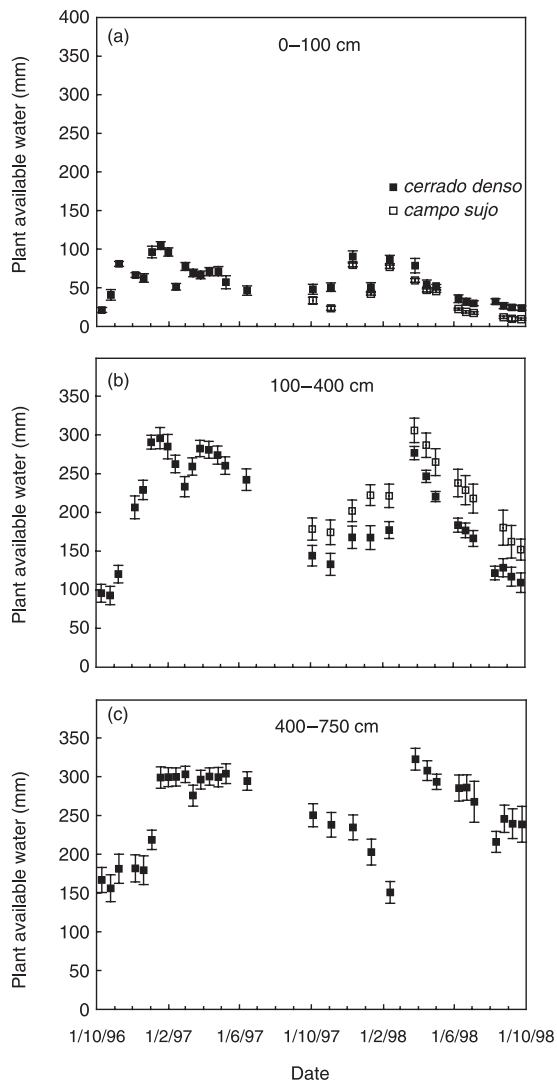 (a)
0–100 cm
400
350
300
250
200
150
100
50
0
Plant available water (mm)
cerrado denso
campo sujo
(b)
100–400 cm
350
300
250
200
150
100
50
0
Plant available water (mm)
(c)
400–750 cm
350
300
250
200
150
100
50
0
Plant available water (mm)
1/10/96 1/2/97 1/6/97 1/10/97 1/2/98 1/6/98 1/10/98
Date